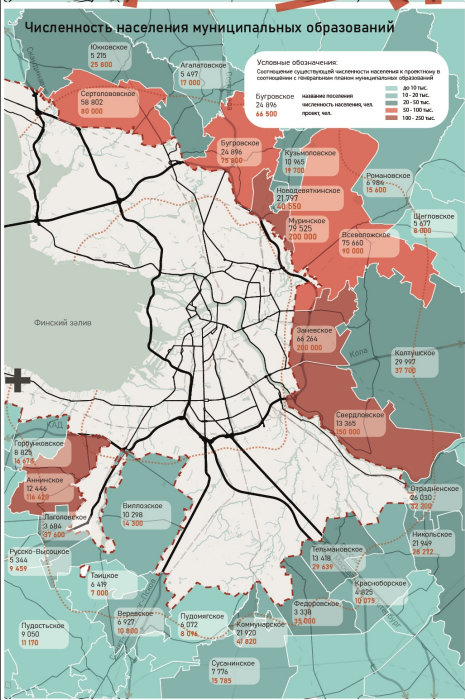 Численность населения муниципальных образований
Юкковское
5 215
25 800
Агалатовское
5 497
17 000
Условные обозначения:
Соотношение существующей численности населения к проектному в
соотношении с генеральным планом муниципальных образований
Бугровское название поселения
24 896 численность населения, чел.
66 500 проект, чел.
до 10 тыс.
10 - 20 тыс.
20 - 50 тыс.
50 - 100 тыс.
100 - 250 тыс.
Сертоловское
58 802
80 000
Бугровское
24 896
75 800
Кузьмоловское
10 965
19 700
Романовское
6 984
15 600
Новодевяткинское
21 797
40 550
Щегловское
5 677
8 000
Муринское
79 525
200 000
Всеволожское
75 660
90 000
Финский залив
Заневское
66 264
200 000
Кола
Колтушское
29 997
37 700
Свердловское
13 365
150 000
КАД
Горбунковское
8 825
16 678
Аннинское
12 446
116 420
Лаголовское
3 684
37 600
Виллозское
10 298
14 300
Отрадненское
26 030
32 200
Никольское
21 949
26 272
Русско-Высоцкое
5 344
9 459
Тельмановское
13 418
29 639
Таицкое
6 419
7 000
Красноборское
4 825
10 075
Веревское
6 927
10 800
Пудомягское
6 072
8 096
Федоровское
3 338
35 000
Коммунарское
21 920
41 820
Пудостьское
9 050
11 170
Сусанинское
7 776
15 785